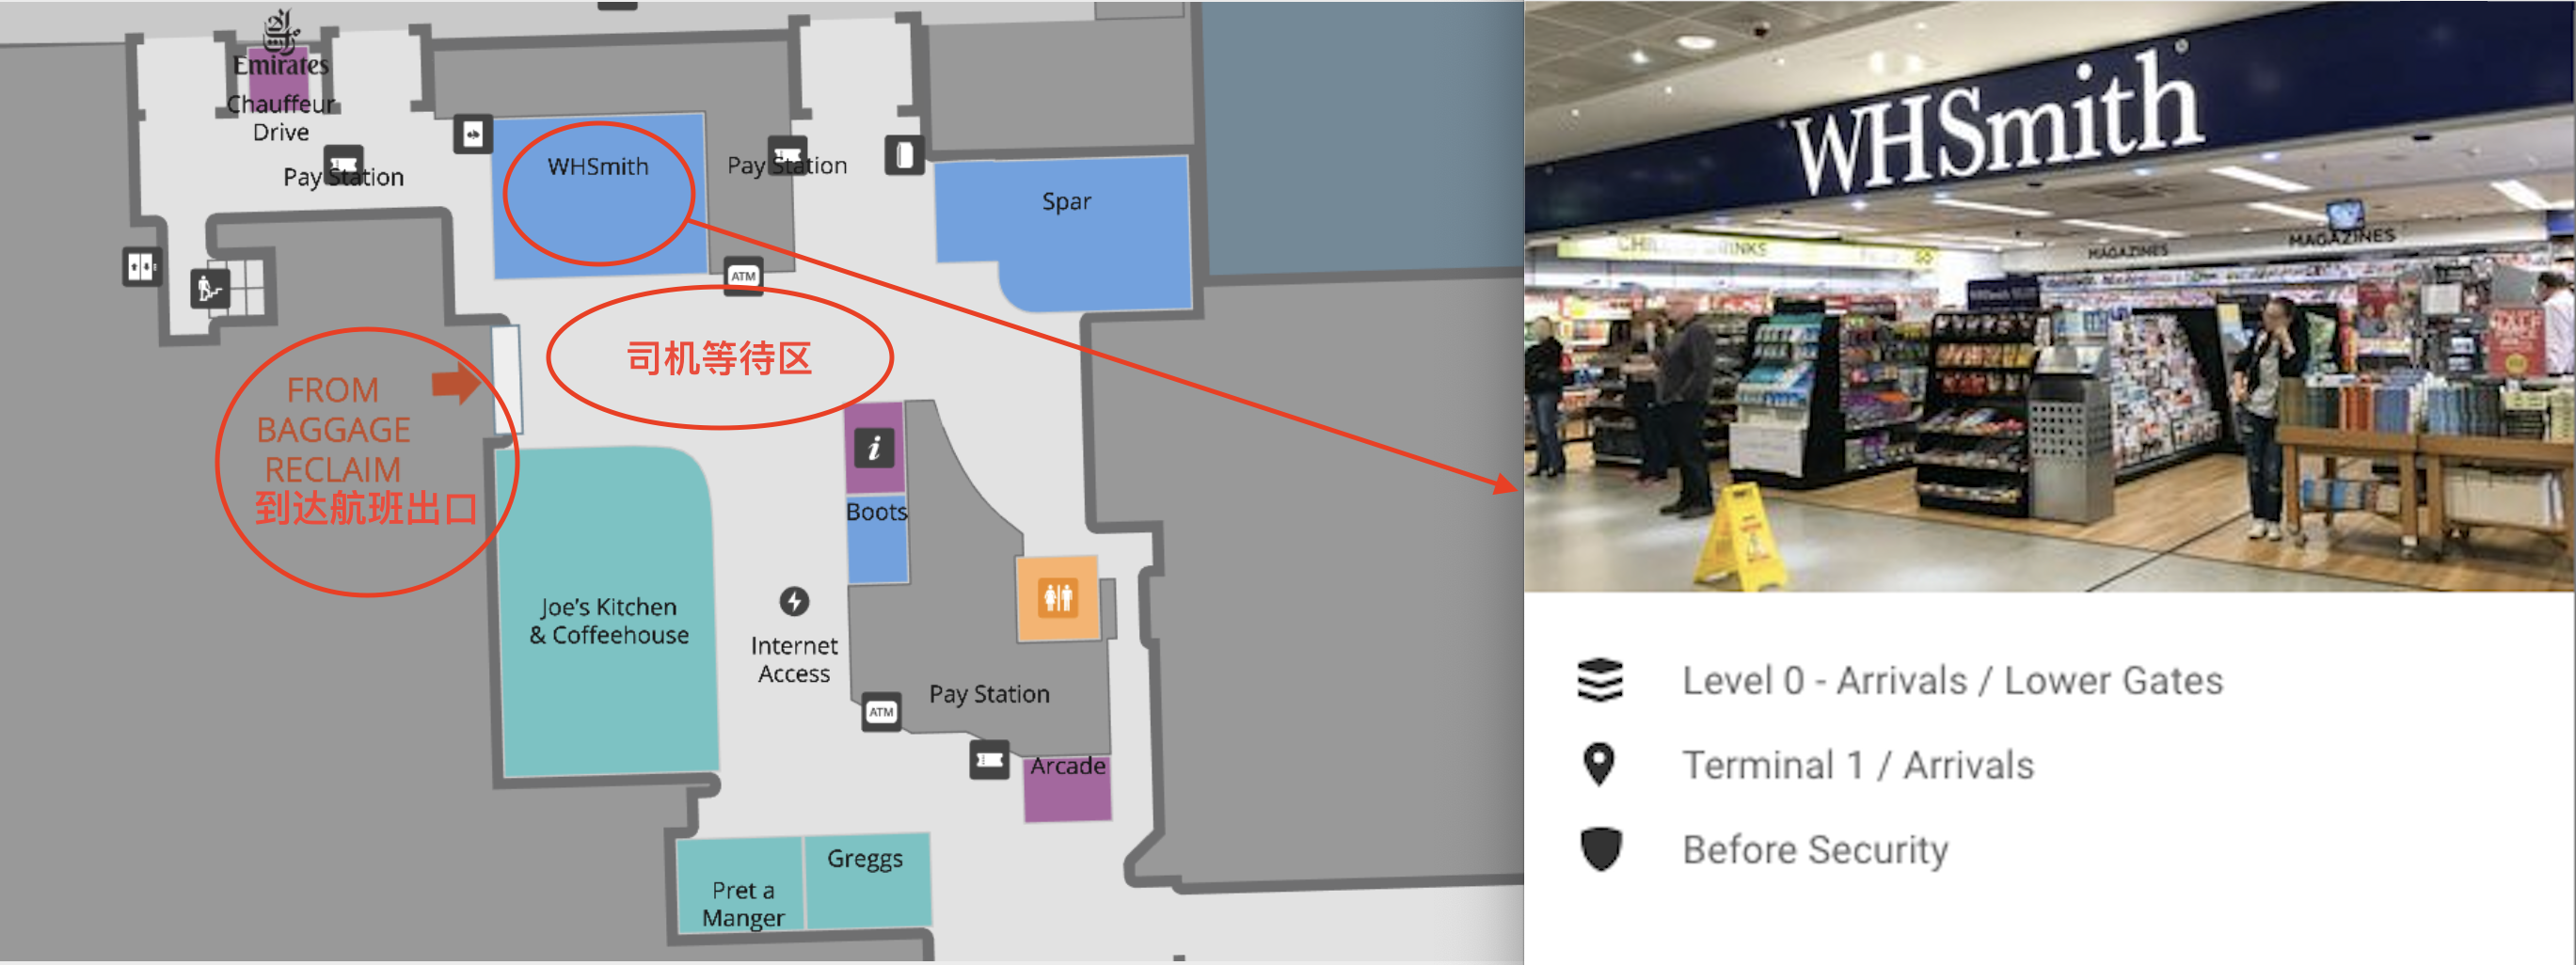 Emirates
Chauffeur
Drive
Pay Station
WHSmith
Pay Station
Spar
ATM
司机等待区
FROM
BAGGAGE
RECLAIM
到达航班出口
i
Boots
Joe's Kitchen
& Coffeehouse
Internet
Access
Pay Station
ATM
Arcade
Greggs
Pret a
Manger
WHSmith
MAGAZINES
MAGAZINES
Level 0 - Arrivals / Lower Gates
Terminal 1 / Arrivals
Before Security